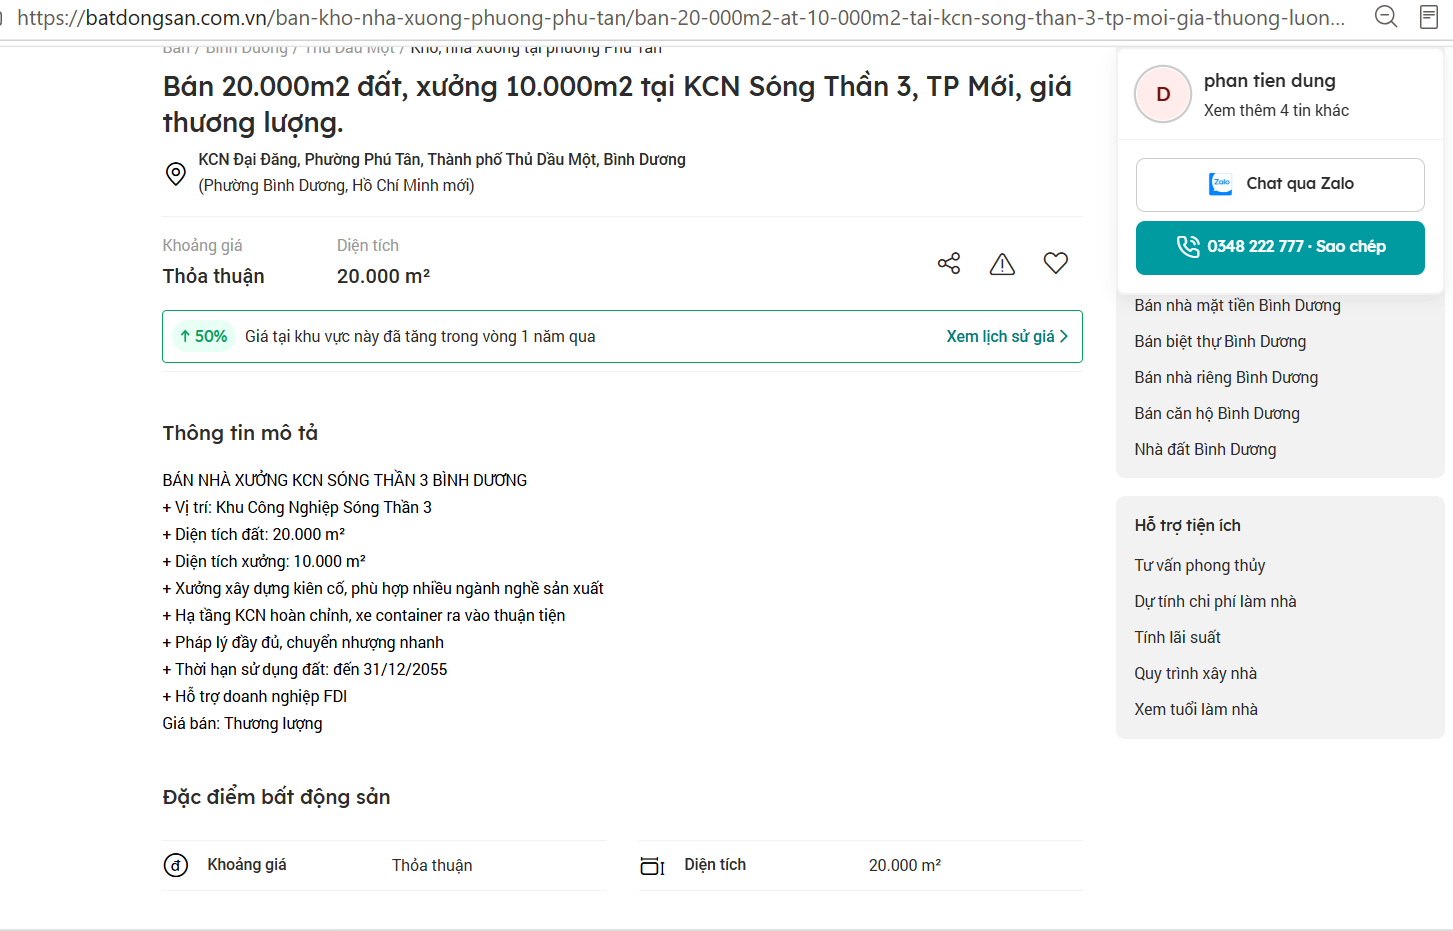 https://batdongsan.com.vn/ban-kho-nha-xuong-phuong-phu-tan/ban-20-000m2-at-10-000m2-tai-kcn-song-than-3-tp-moi-gia-thuong-luon...
Bán / Bình Dương / Thủ Dầu Một / Kho, nhà xưởng tại phường Phú Tân
Bán 20.000m2 đất, xưởng 10.000m2 tại KCN Sóng Thần 3, TP Mới, giá
thương lượng.
KCN Đại Đăng, Phường Phú Tân, Thành phố Thủ Dầu Một, Bình Dương
(Phường Bình Dương, Hồ Chí Minh mới)
Khoảng giá
Diện tích
Thỏa thuận
20.000 m²
50%
Giá tại khu vực này đã tăng trong vòng 1 năm qua
Xem lịch sử giá
Thông tin mô tả
BÁN NHÀ XƯỞNG KCN SÓNG THẦN 3 BÌNH DƯƠNG
+ Vị trí: Khu Công Nghiệp Sóng Thần 3
+ Diện tích đất: 20.000 m²
+ Diện tích xưởng: 10.000 m²
+ Xưởng xây dựng kiên cố, phù hợp nhiều ngành nghề sản xuất
+ Hạ tầng KCN hoàn chỉnh, xe container ra vào thuận tiện
+ Pháp lý đầy đủ, chuyển nhượng nhanh
+ Thời hạn sử dụng đất: đến 31/12/2055
+ Hỗ trợ doanh nghiệp FDI
Giá bán: Thương lượng
Đặc điểm bất động sản
đ
Khoảng giá
Thỏa thuận
Diện tích
20.000 m²
D
phan tien dung
Xem thêm 4 tin khác
Zalo
Chat qua Zalo
0348 222 777 · Sao chép
Bán nhà mặt tiền Bình Dương
Bán biệt thự Bình Dương
Bán nhà riêng Bình Dương
Bán căn hộ Bình Dương
Nhà đất Bình Dương
Hỗ trợ tiện ích
Tư vấn phong thủy
Dự tính chi phí làm nhà
Tính lãi suất
Quy trình xây nhà
Xem tuổi làm nhà